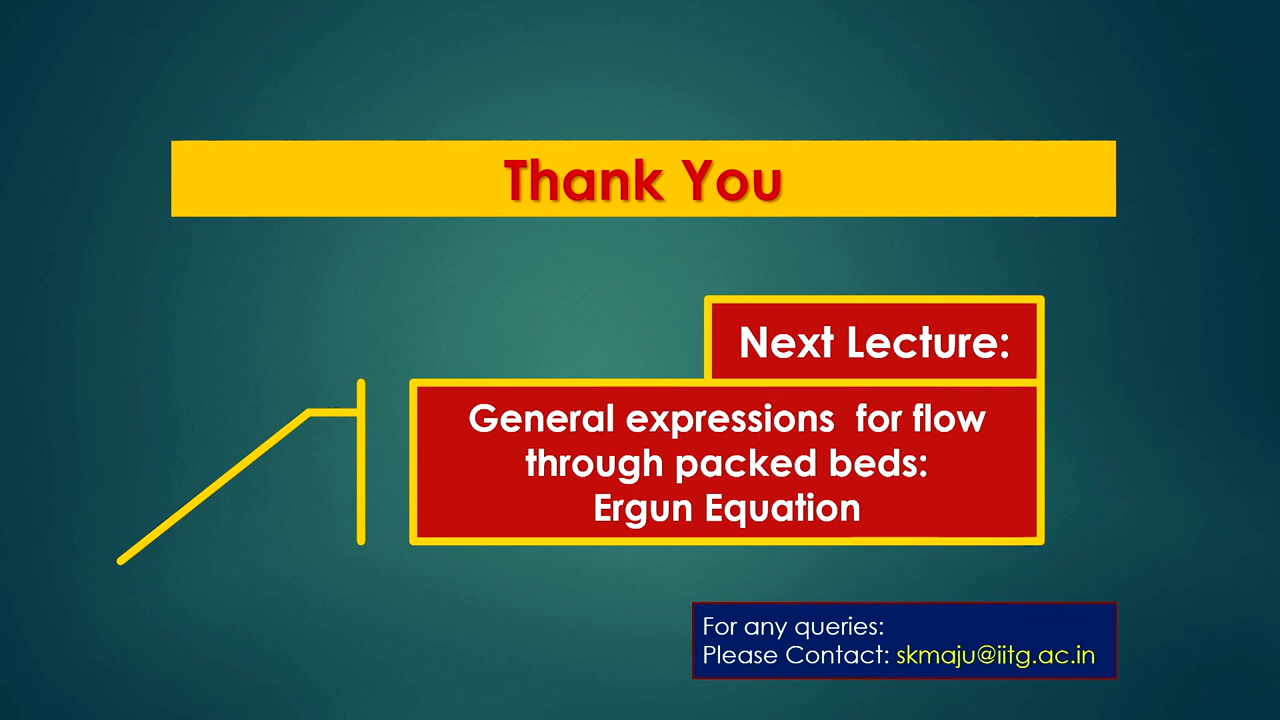 Thank You
Next Lecture:
General expressions for flow
through packed beds:
Ergun Equation
For any queries:
Please Contact: skmaju@iitg.ac.in